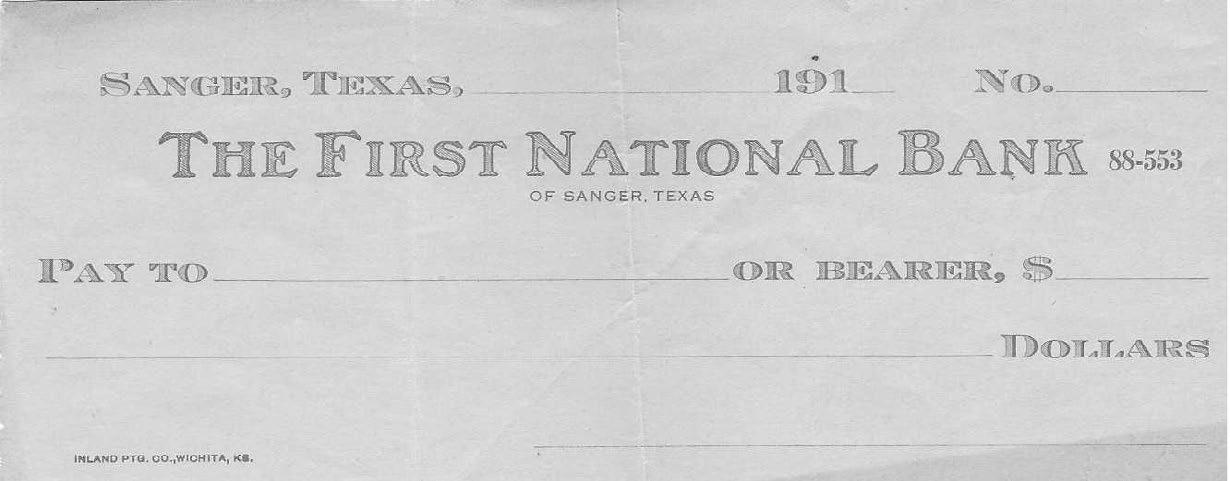 SANGER, TEXAS, 191 NO.
THE FIRST NATIONAL BANK 88-553
OF SANGER, TEXAS
PAY TO OR BEARER, $
DOLLARS
INLAND PTG. CO., WICHITA, KS.